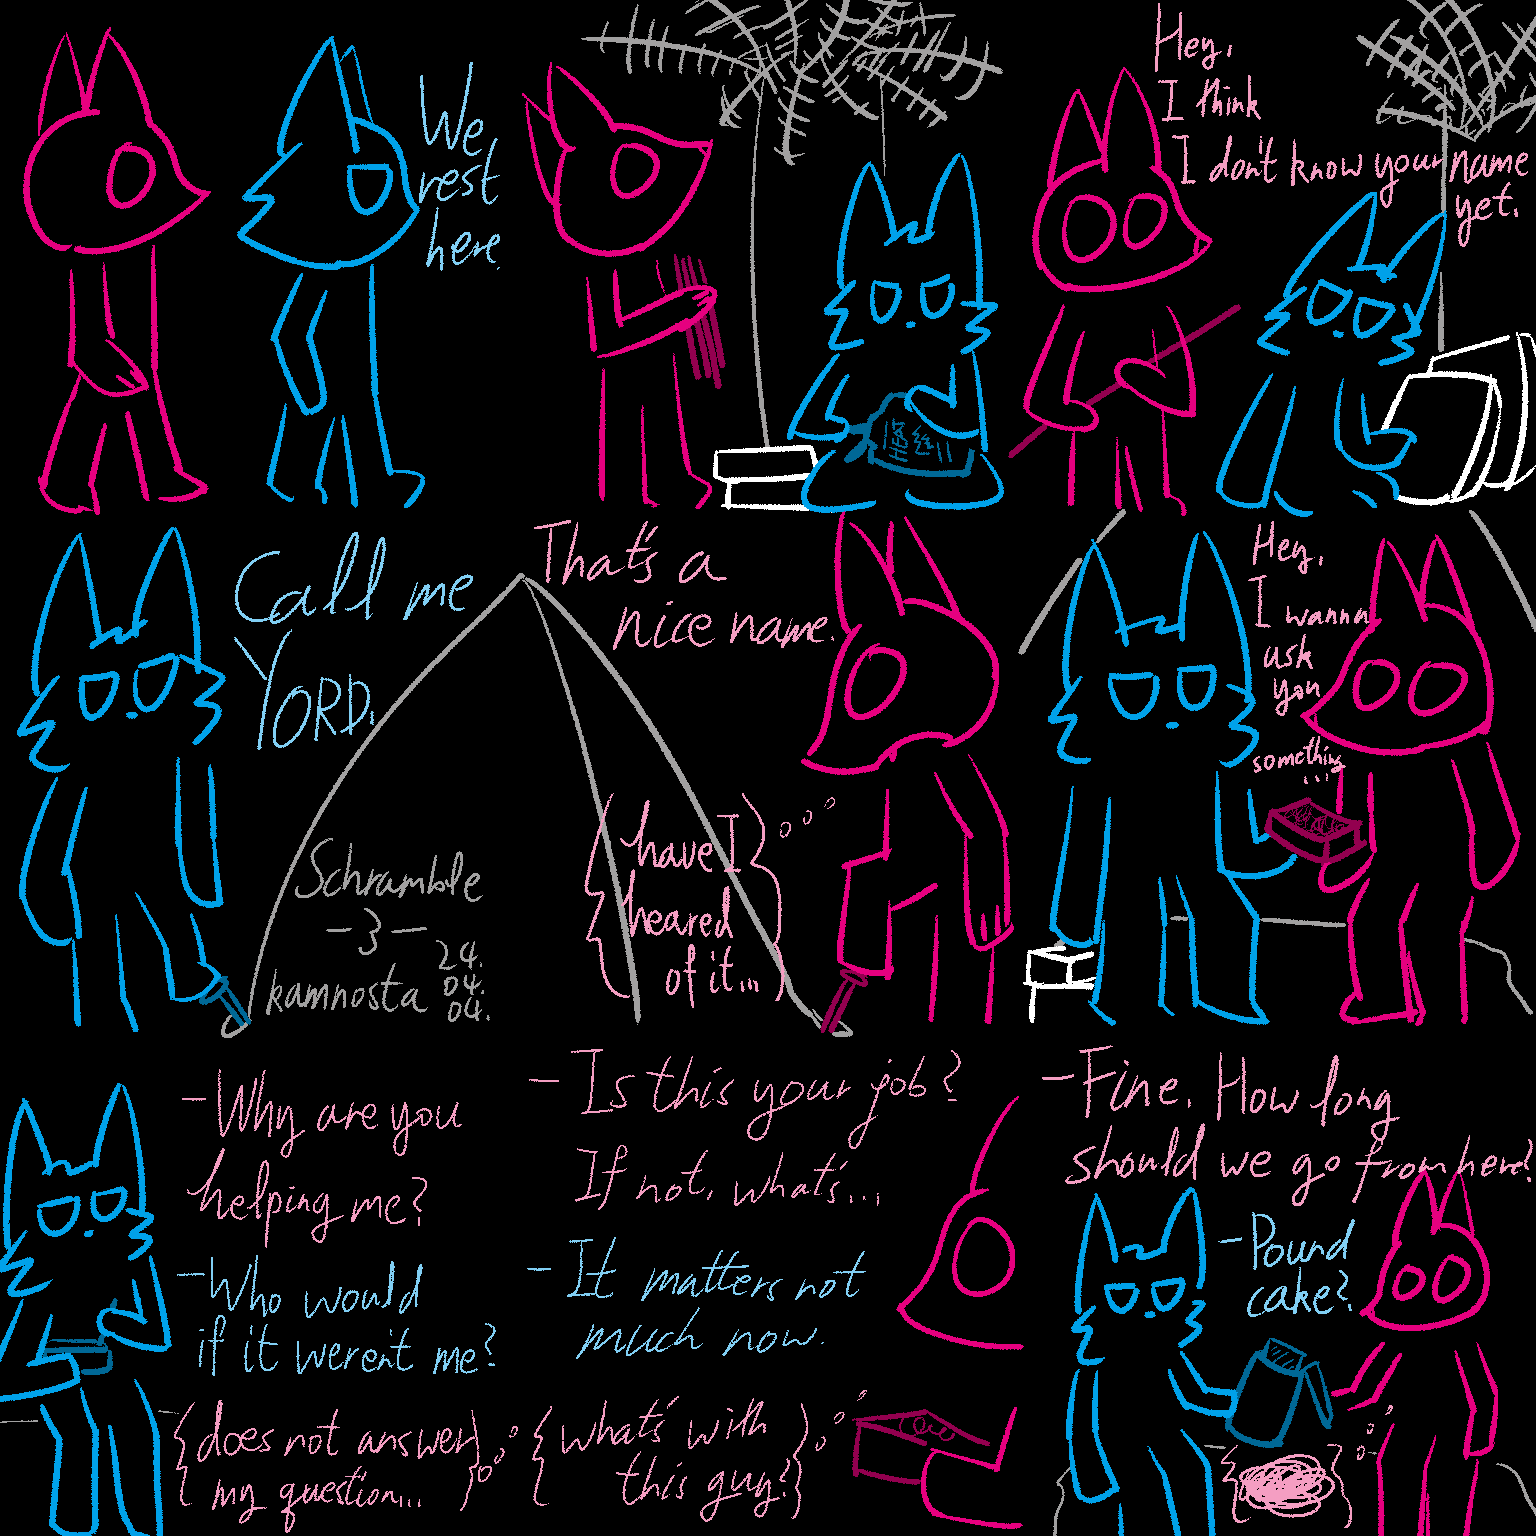 We
rest
here.
Hey,
I think
I don't know your name
yet.
Call me
YORD.
That's a
nice name.
Schramble
-3-
kamnosta
24.
04.
04.
have I
heared
of it...
Hey,
I wanna
ask
you
something
...
-Why are you
helping me?
-Who would
if it weren't me?
does not answer
my question...
-Is this your job?
If not, what's...
-It matters not
much now.
what's with
this guy?
-Fine. How long
should we go from here?
-Pound
cake?